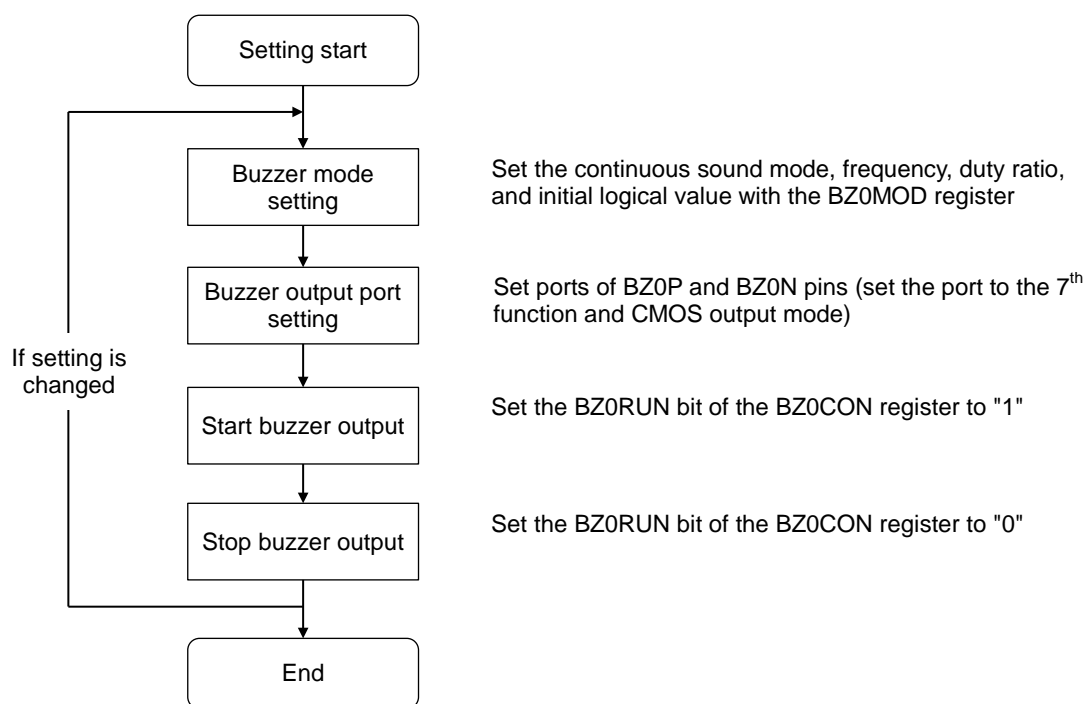 Setting start
Buzzer mode
setting
Set the continuous sound mode, frequency, duty ratio,
and initial logical value with the BZ0MOD register
Buzzer output port
setting
Set ports of BZ0P and BZ0N pins (set the port to the 7th
function and CMOS output mode)
If setting is
changed
Start buzzer output
Set the BZ0RUN bit of the BZ0CON register to "1"
Stop buzzer output
Set the BZ0RUN bit of the BZ0CON register to "0"
End